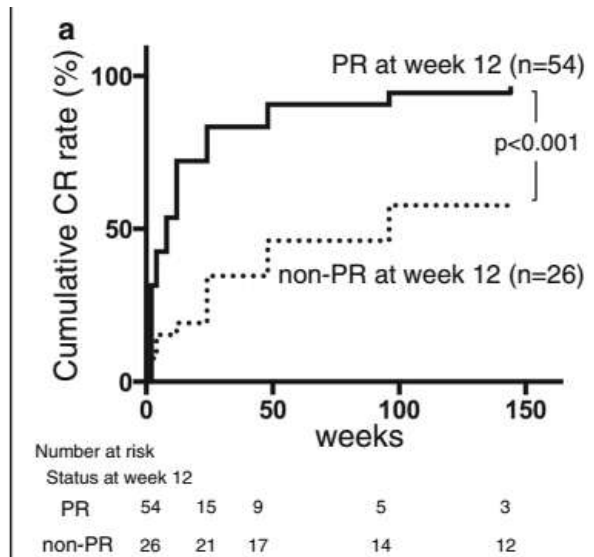 a
PR at week 12 (n=54)
100
p<0.001
Cumulative CR rate (%)
50
non-PR at week 12 (n=26)
0
0 50 100 150
weeks
Number at risk
Status at week 12
PR 54 15 9 5 3
non-PR 26 21 17 14 12